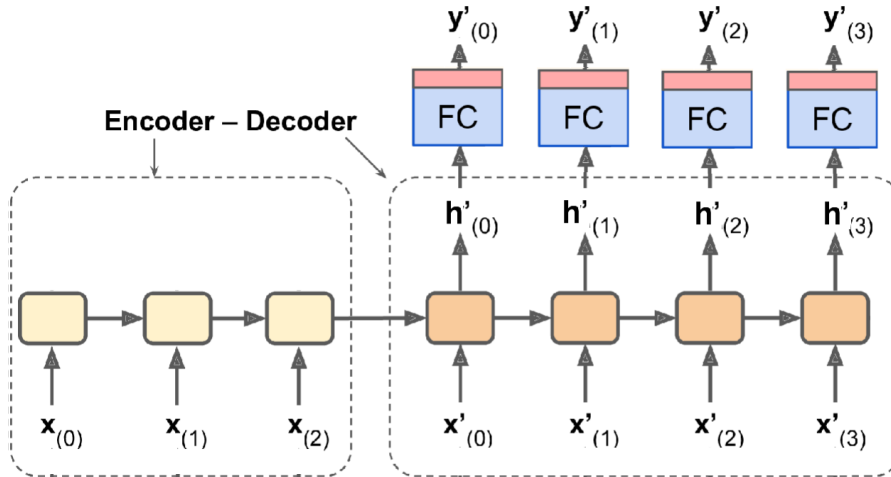 y’(0) y’(1) y’(2) y’(3)
FC FC FC FC
Encoder – Decoder
h’(0) h’(1) h’(2) h’(3)
x(0) x(1) x(2) x’(0) x’(1) x’(2) x’(3)